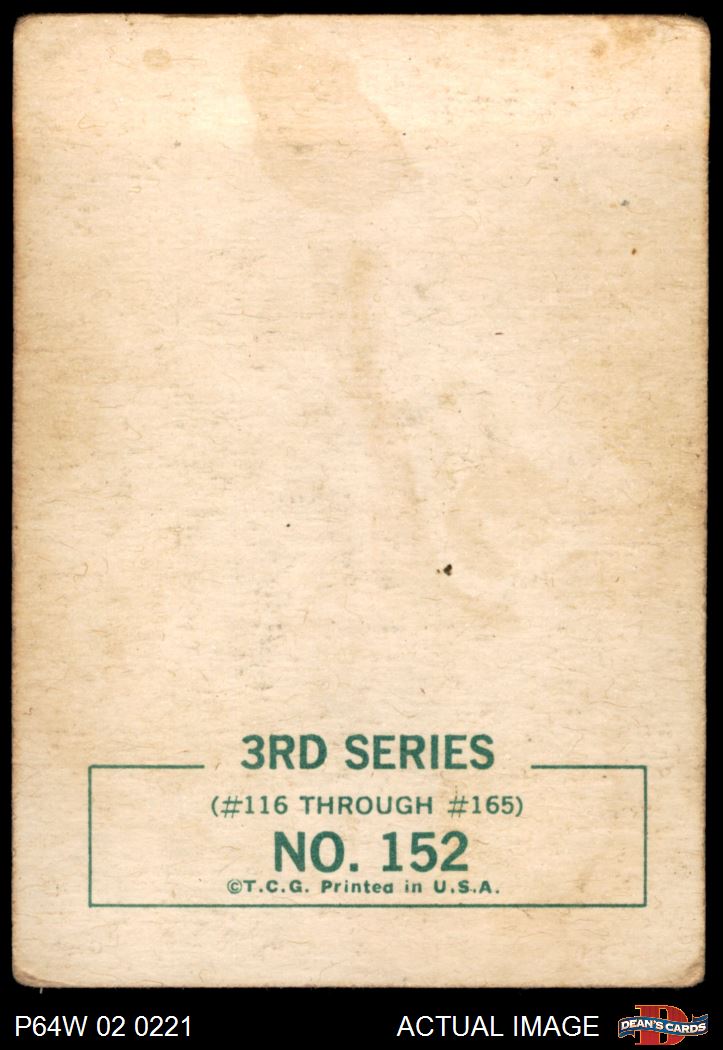 3RD SERIES
(#116 THROUGH #165)
NO. 152
©T.C.G. Printed in U.S.A.
P64W 02 0221
ACTUAL IMAGE
DEAN'S CARDS